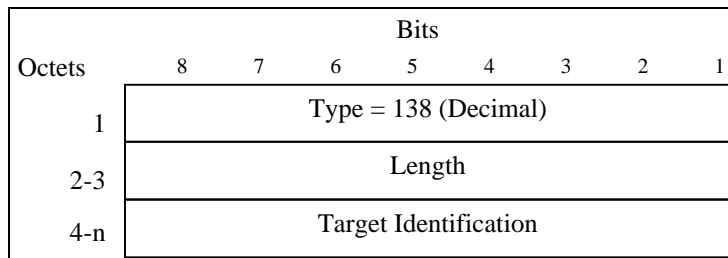 Bits
Octets 8 7 6 5 4 3 2 1
1 Type = 138 (Decimal)
2-3 Length
4-n Target Identification